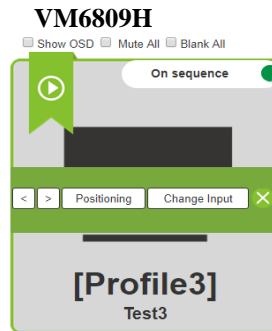 VM6809H
Show OSD Mute All Blank All
On sequence
< > Positioning Change Input
[Profile3]
Test3